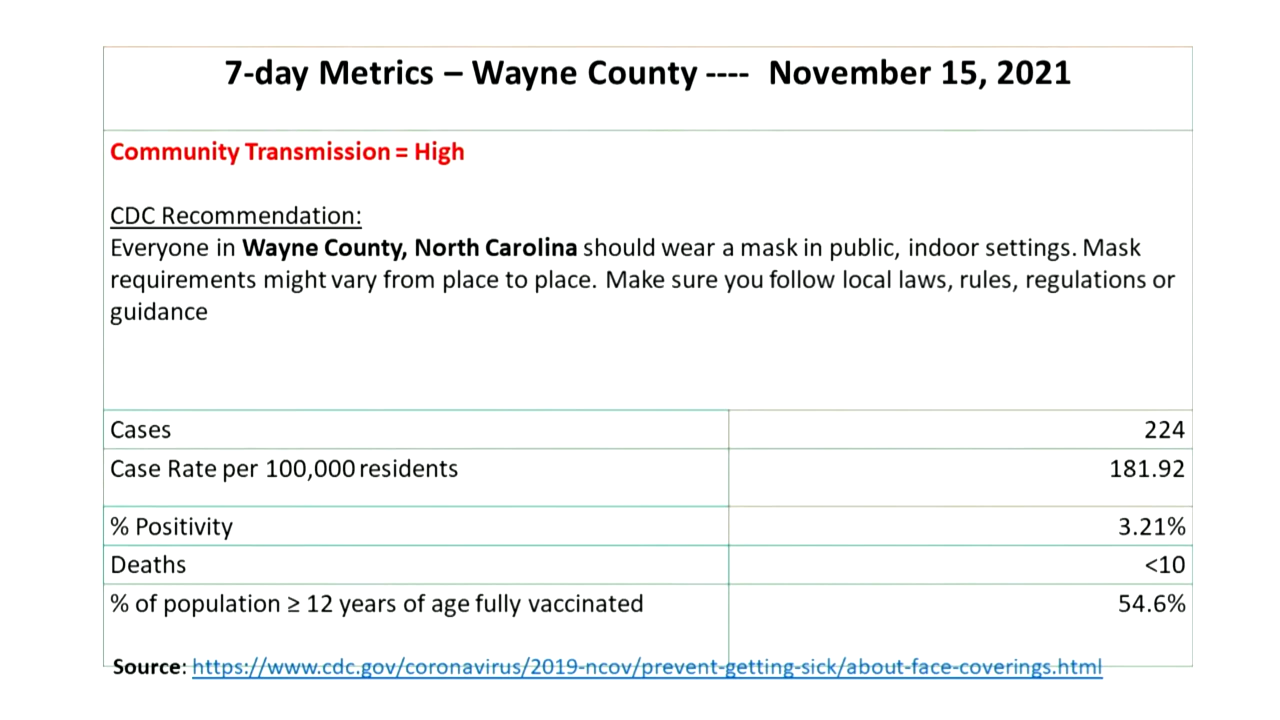 7-day Metrics – Wayne County ---- November 15, 2021
Community Transmission = High
CDC Recommendation:
Everyone in Wayne County, North Carolina should wear a mask in public, indoor settings. Mask
requirements might vary from place to place. Make sure you follow local laws, rules, regulations or
guidance
Cases 224
Case Rate per 100,000 residents 181.92
% Positivity 3.21%
Deaths <10
% of population ≥ 12 years of age fully vaccinated 54.6%
Source: https://www.cdc.gov/coronavirus/2019-ncov/prevent-getting-sick/about-face-coverings.html